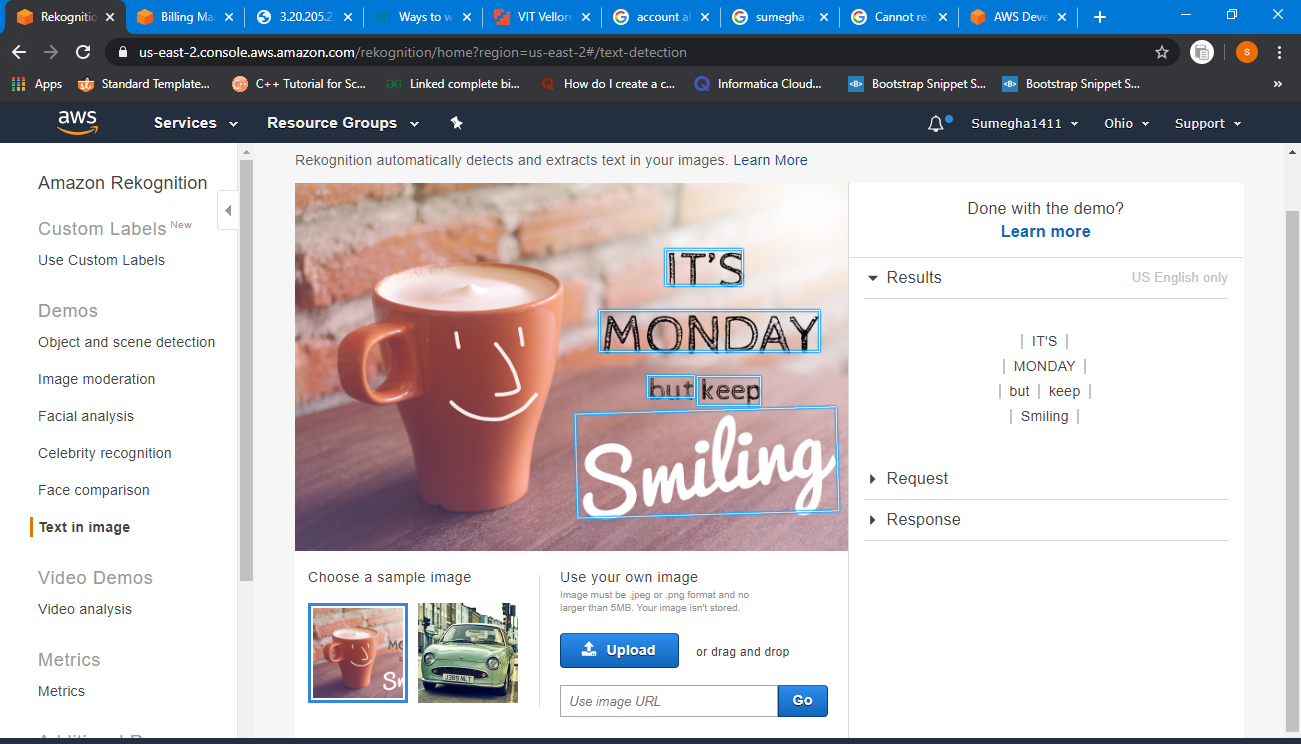 Rekognitic
Billing Ma
3.20.205.2
Ways to w
VIT Vellore
account al
sumegha s
Cannot re
AWS Deve
us-east-2.console.aws.amazon.com/rekognition/home?region=us-east-2#/text-detection
S
Apps
Standard Template...
C++ Tutorial for Sc...
Linked complete bi...
How do I create a c...
Informatica Cloud...
Bootstrap Snippet S...
Bootstrap Snippet S...
»
aws
Services
Resource Groups
Sumegha1411
Ohio
Support
Amazon Rekognition
Custom Labels New
Use Custom Labels
Demos
Object and scene detection
Image moderation
Facial analysis
Celebrity recognition
Face comparison
Text in image
Video Demos
Video analysis
Metrics
Metrics
Rekognition automatically detects and extracts text in your images. Learn More
IT'S
MONDAY
but keep
Smiling
Choose a sample image
J389 NLT
Use your own image
Image must be .jpeg or .png format and no
larger than 5MB. Your image isn't stored.
Upload
or drag and drop
Use image URL
Go
Done with the demo?
Learn more
Results
US English only
| IT'S |
| MONDAY |
| but | keep |
| Smiling |
Request
Response